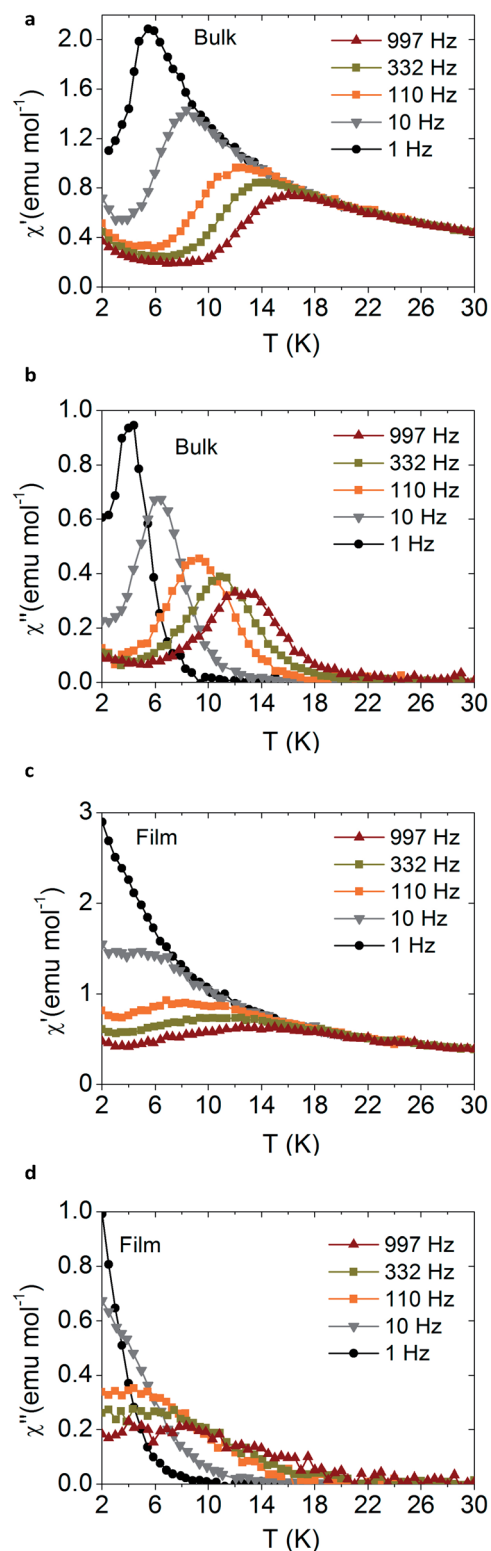 a
Bulk
997 Hz
332 Hz
110 Hz
10 Hz
1 Hz
χ'(emu mol⁻¹)
2.0
1.6
1.2
0.8
0.4
0.0
2 6 10 14 18 22 26 30
T (K)
b
Bulk
997 Hz
332 Hz
110 Hz
10 Hz
1 Hz
χ''(emu mol⁻¹)
1.0
0.8
0.6
0.4
0.2
0.0
2 6 10 14 18 22 26 30
T (K)
c
Film
997 Hz
332 Hz
110 Hz
10 Hz
1 Hz
χ'(emu mol⁻¹)
3
2
1
0
2 6 10 14 18 22 26 30
T (K)
d
Film
997 Hz
332 Hz
110 Hz
10 Hz
1 Hz
χ''(emu mol⁻¹)
1.0
0.8
0.6
0.4
0.2
0.0
2 6 10 14 18 22 26 30
T (K)